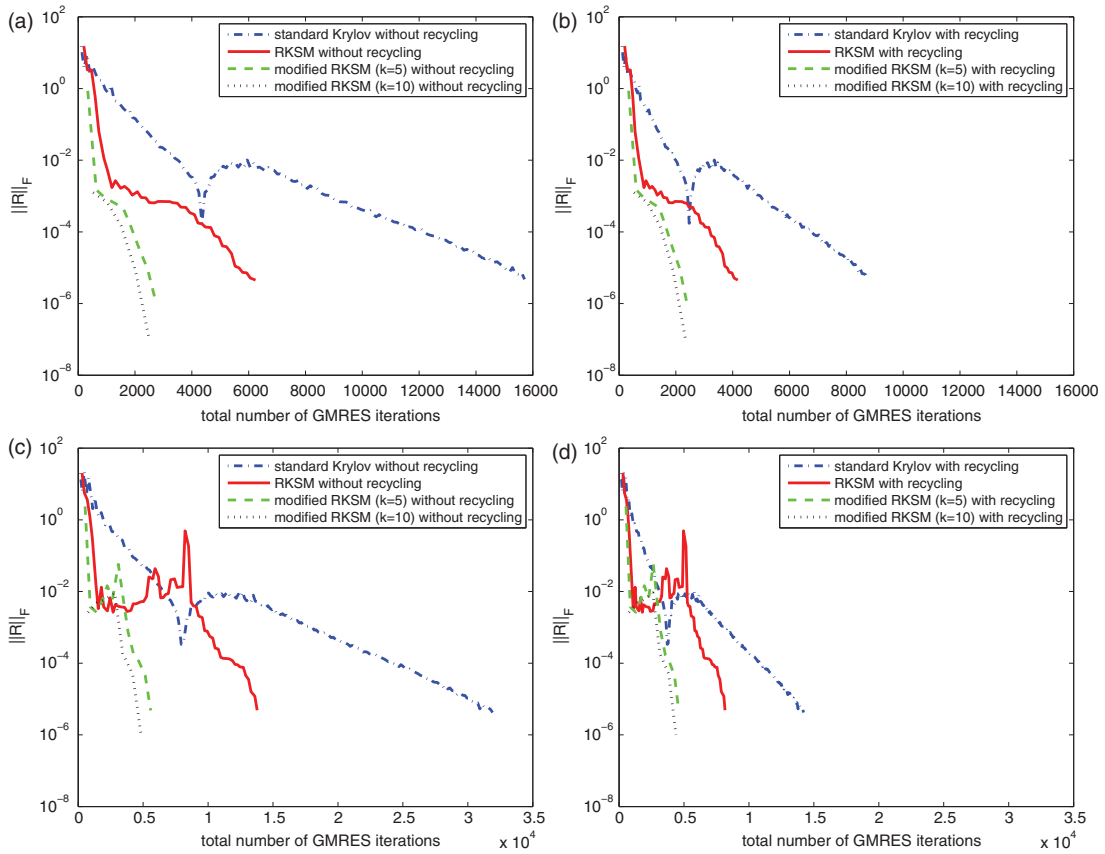 (a)
10^2
10^0
10^-2
10^-4
10^-6
10^-8
||R||_F
standard Krylov without recycling
RKSM without recycling
modified RKSM (k=5) without recycling
modified RKSM (k=10) without recycling
0 2000 4000 6000 8000 10000 12000 14000 16000
total number of GMRES iterations
(b)
10^2
10^0
10^-2
10^-4
10^-6
10^-8
||R||_F
standard Krylov with recycling
RKSM with recycling
modified RKSM (k=5) with recycling
modified RKSM (k=10) with recycling
0 2000 4000 6000 8000 10000 12000 14000 16000
total number of GMRES iterations
(c)
10^2
10^0
10^-2
10^-4
10^-6
10^-8
||R||_F
standard Krylov without recycling
RKSM without recycling
modified RKSM (k=5) without recycling
modified RKSM (k=10) without recycling
0 0.5 1 1.5 2 2.5 3 3.5
total number of GMRES iterations
x 10^4
(d)
10^2
10^0
10^-2
10^-4
10^-6
10^-8
||R||_F
standard Krylov with recycling
RKSM with recycling
modified RKSM (k=5) with recycling
modified RKSM (k=10) with recycling
0 0.5 1 1.5 2 2.5 3 3.5
total number of GMRES iterations
x 10^4